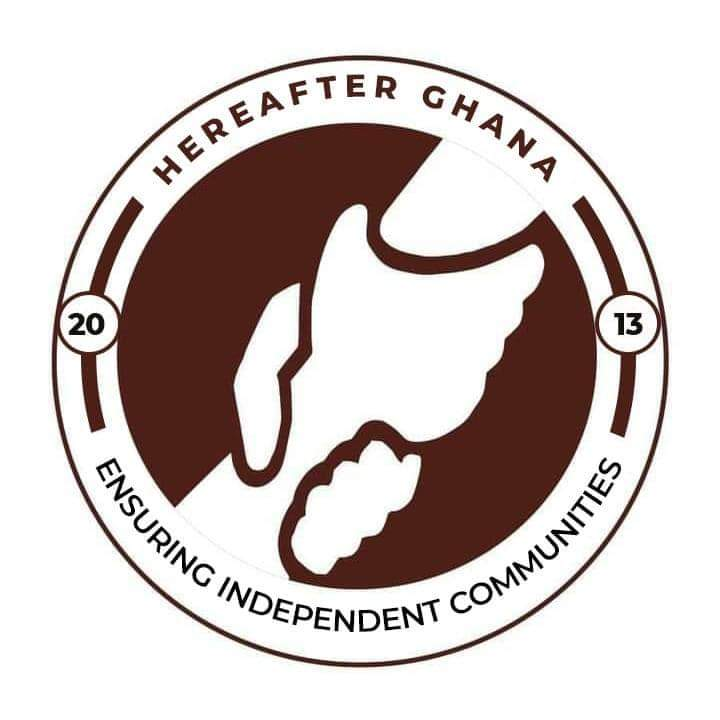 HEREAFTER GHANA
20
13
ENSURING INDEPENDENT COMMUNITIES